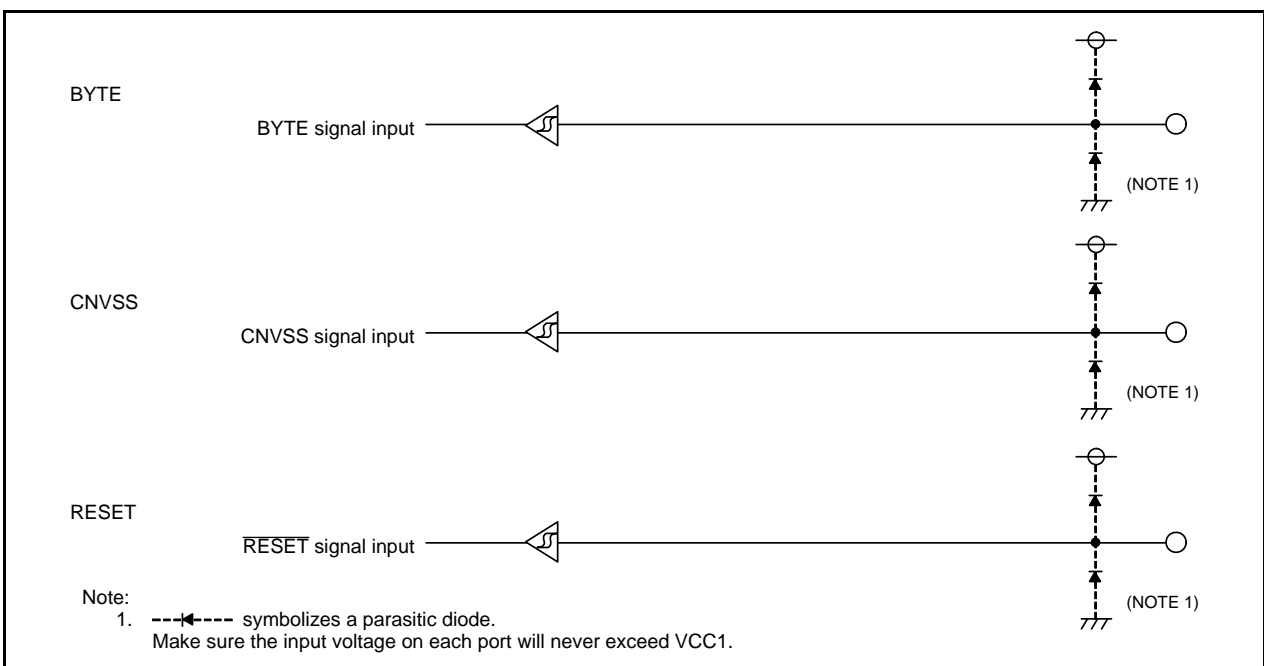 BYTE
BYTE signal input
(NOTE 1)
CNVSS
CNVSS signal input
(NOTE 1)
RESET
RESET signal input
(NOTE 1)
Note:
1. symbolizes a parasitic diode.
Make sure the input voltage on each port will never exceed VCC1.